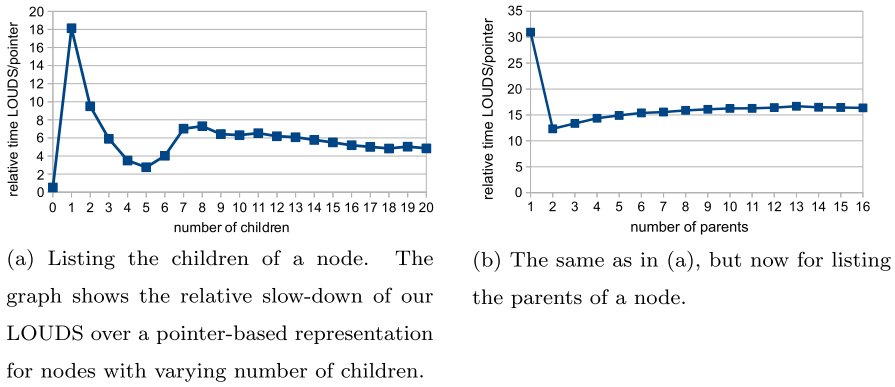 relative time LOUDS/pointer
20
18
16
14
12
10
8
6
4
2
0
0 1 2 3 4 5 6 7 8 9 10 11 12 13 14 15 16 17 18 19 20
number of children
(a) Listing the children of a node. The
graph shows the relative slow-down of our
LOUDS over a pointer-based representation
for nodes with varying number of children.
relative time LOUDS/pointer
35
30
25
20
15
10
5
0
1 2 3 4 5 6 7 8 9 10 11 12 13 14 15 16
number of parents
(b) The same as in (a), but now for listing
the parents of a node.